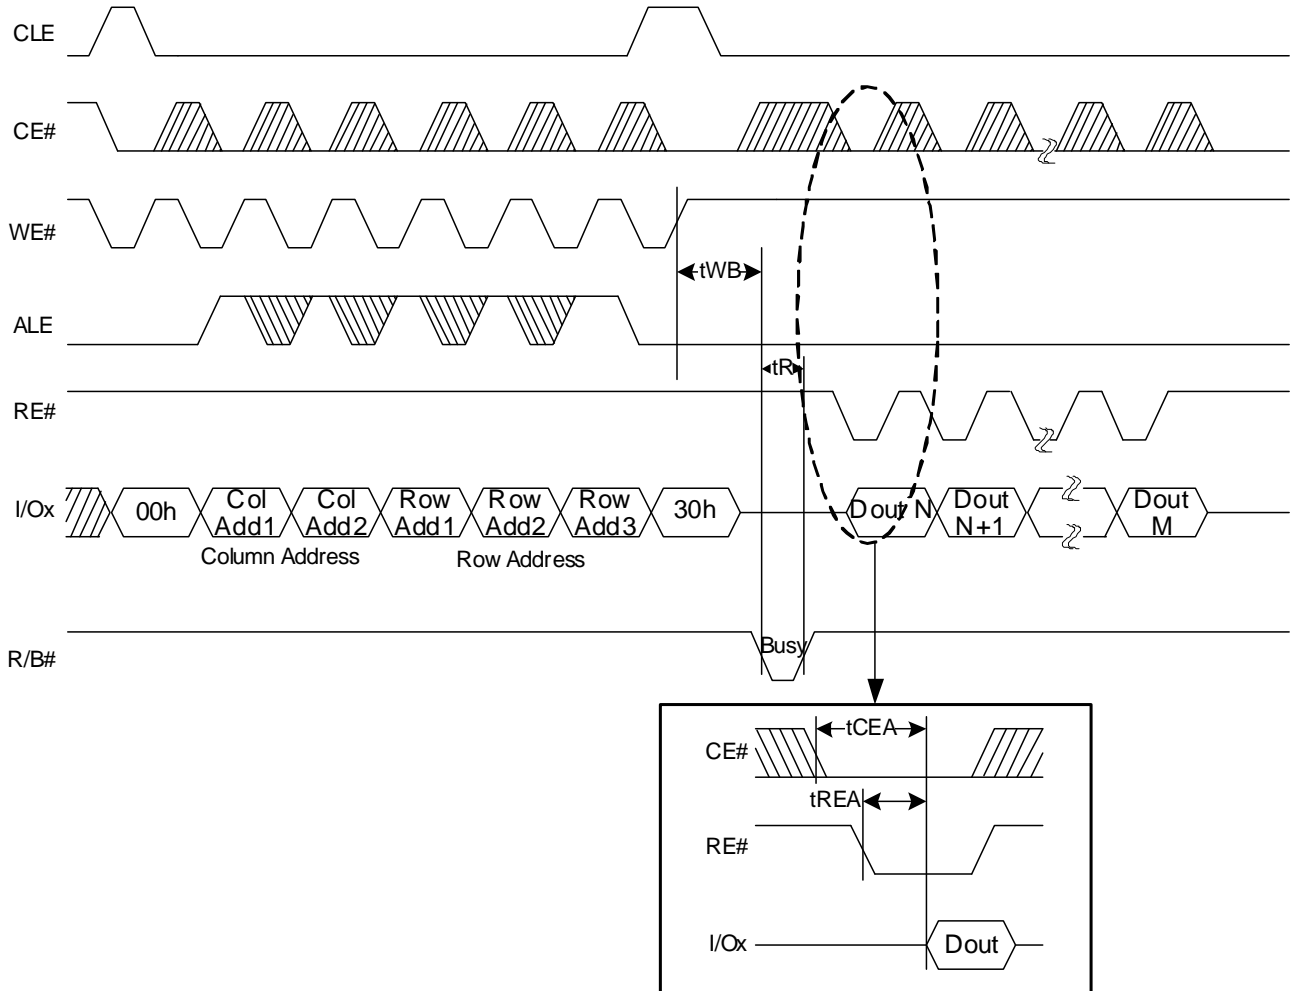 CLE
CE#
WE#
tWB
ALE
tR
RE#
I/Ox 00h Col Add1 Col Add2 Row Add1 Row Add2 Row Add3 30h Dout N Dout N+1 Dout M
Column Address Row Address
R/B# Busy
tCEA
CE#
tREA
RE#
I/Ox Dout